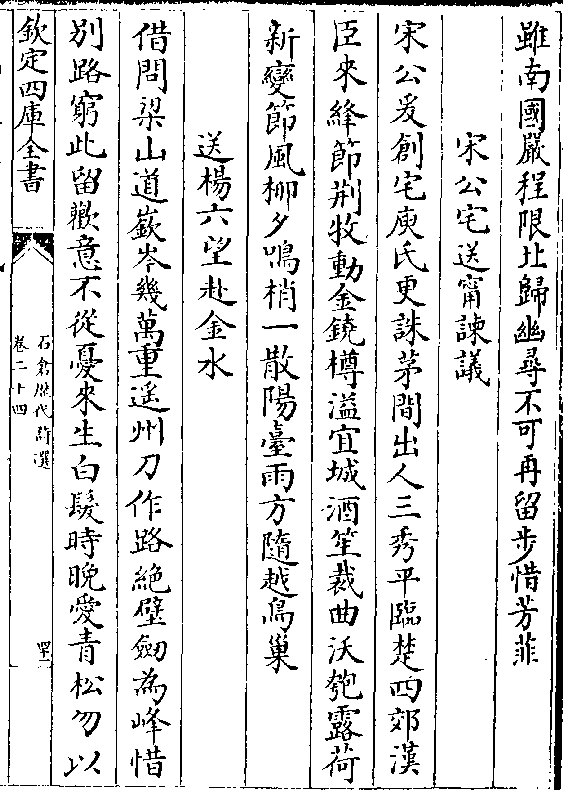 雖南國嚴程限北歸幽尋不可再留步惜芳菲
宋公宅送甯諫議
宋公爰創宅庾氏更誅茅間出人三秀平臨楚四郊漢
臣來絳節荆牧動金鐃樽溢宜城酒笙裁曲沃匏露荷
新變節風柳夕鳴梢一散陽臺雨方隨越鳥巢
送楊六望赴金水
借問梁山道嶔岑幾萬重遥州刀作路絶壁劒為峰惜
别路窮此留歡意不從憂來生白髮時晚愛青松勿以
欽定四庫全書
石倉歴代詩選
卷二十四